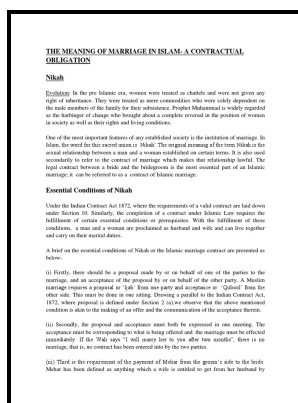 THE MEANING OF MARRIAGE IN ISLAM- A CONTRACTUAL
OBLIGATION
Nikah
Evolution: In the pre Islamic era, women were treated as chattels and were not given any
right of inheritance. They were treated as mere commodities who were solely dependent on
the male members of the family for their subsistence. Prophet Muhammad is widely regarded
as the harbinger of change who brought about a complete reversal in the position of women
in society as well as their rights and living conditions.
One of the most important features of any established society is the institution of marriage. In
Islam, the word for this sacred union is 'Nikah' The original meaning of the term Nikah is the
sexual relationship between a man and a woman established on certain terms. It is also used
secondarily to refer to the contract of marriage which makes that relationship lawful. The
legal contract between a bride and the bridegroom is the most essential part of an Islamic
marriage; it can be referred to as a contract of Islamic marriage.
Essential Conditions of Nikah
Under the Indian Contract Act 1872, where the requirements of a valid contract are laid down
under Section 10. Similarly, the completion of a contract under Islamic Law requires the
fulfillment of certain essential conditions or prerequisites. With the fulfillment of these
conditions, a man and a woman are proclaimed as husband and wife and can live together
and carry on their marital duties.
A brief on the essential conditions of Nikah or the Islamic marriage contract are presented as
below-
(i) Firstly, there should be a proposal made by or on behalf of one of the parties to the
marriage, and an acceptance of the proposal by or on behalf of the other party. A Muslim
marriage requires a proposal or 'Ijab' from one party and acceptance or 'Qubool' from the
other side. This must be done in one sitting. Drawing a parallel to the Indian Contract Act,
1872, where proposal is defined under Section 2 (a),we observe that the above mentioned
condition is akin to the making of an offer and the communication of the acceptance therein.
(ii) Secondly, the proposal and acceptance must both be expressed in one meeting. The
acceptance must be corresponding to what is being offered and the marriage must be effected
immediately. If the Wali says "I will marry her to you after two months", there is no
marriage, that is, no contract has been entered into by the two parties.
(iii) Third is the requirement of the payment of Mehar from the groom's side to the bride.
Mehar has been defined as anything which a wife is entitled to get from her husband by